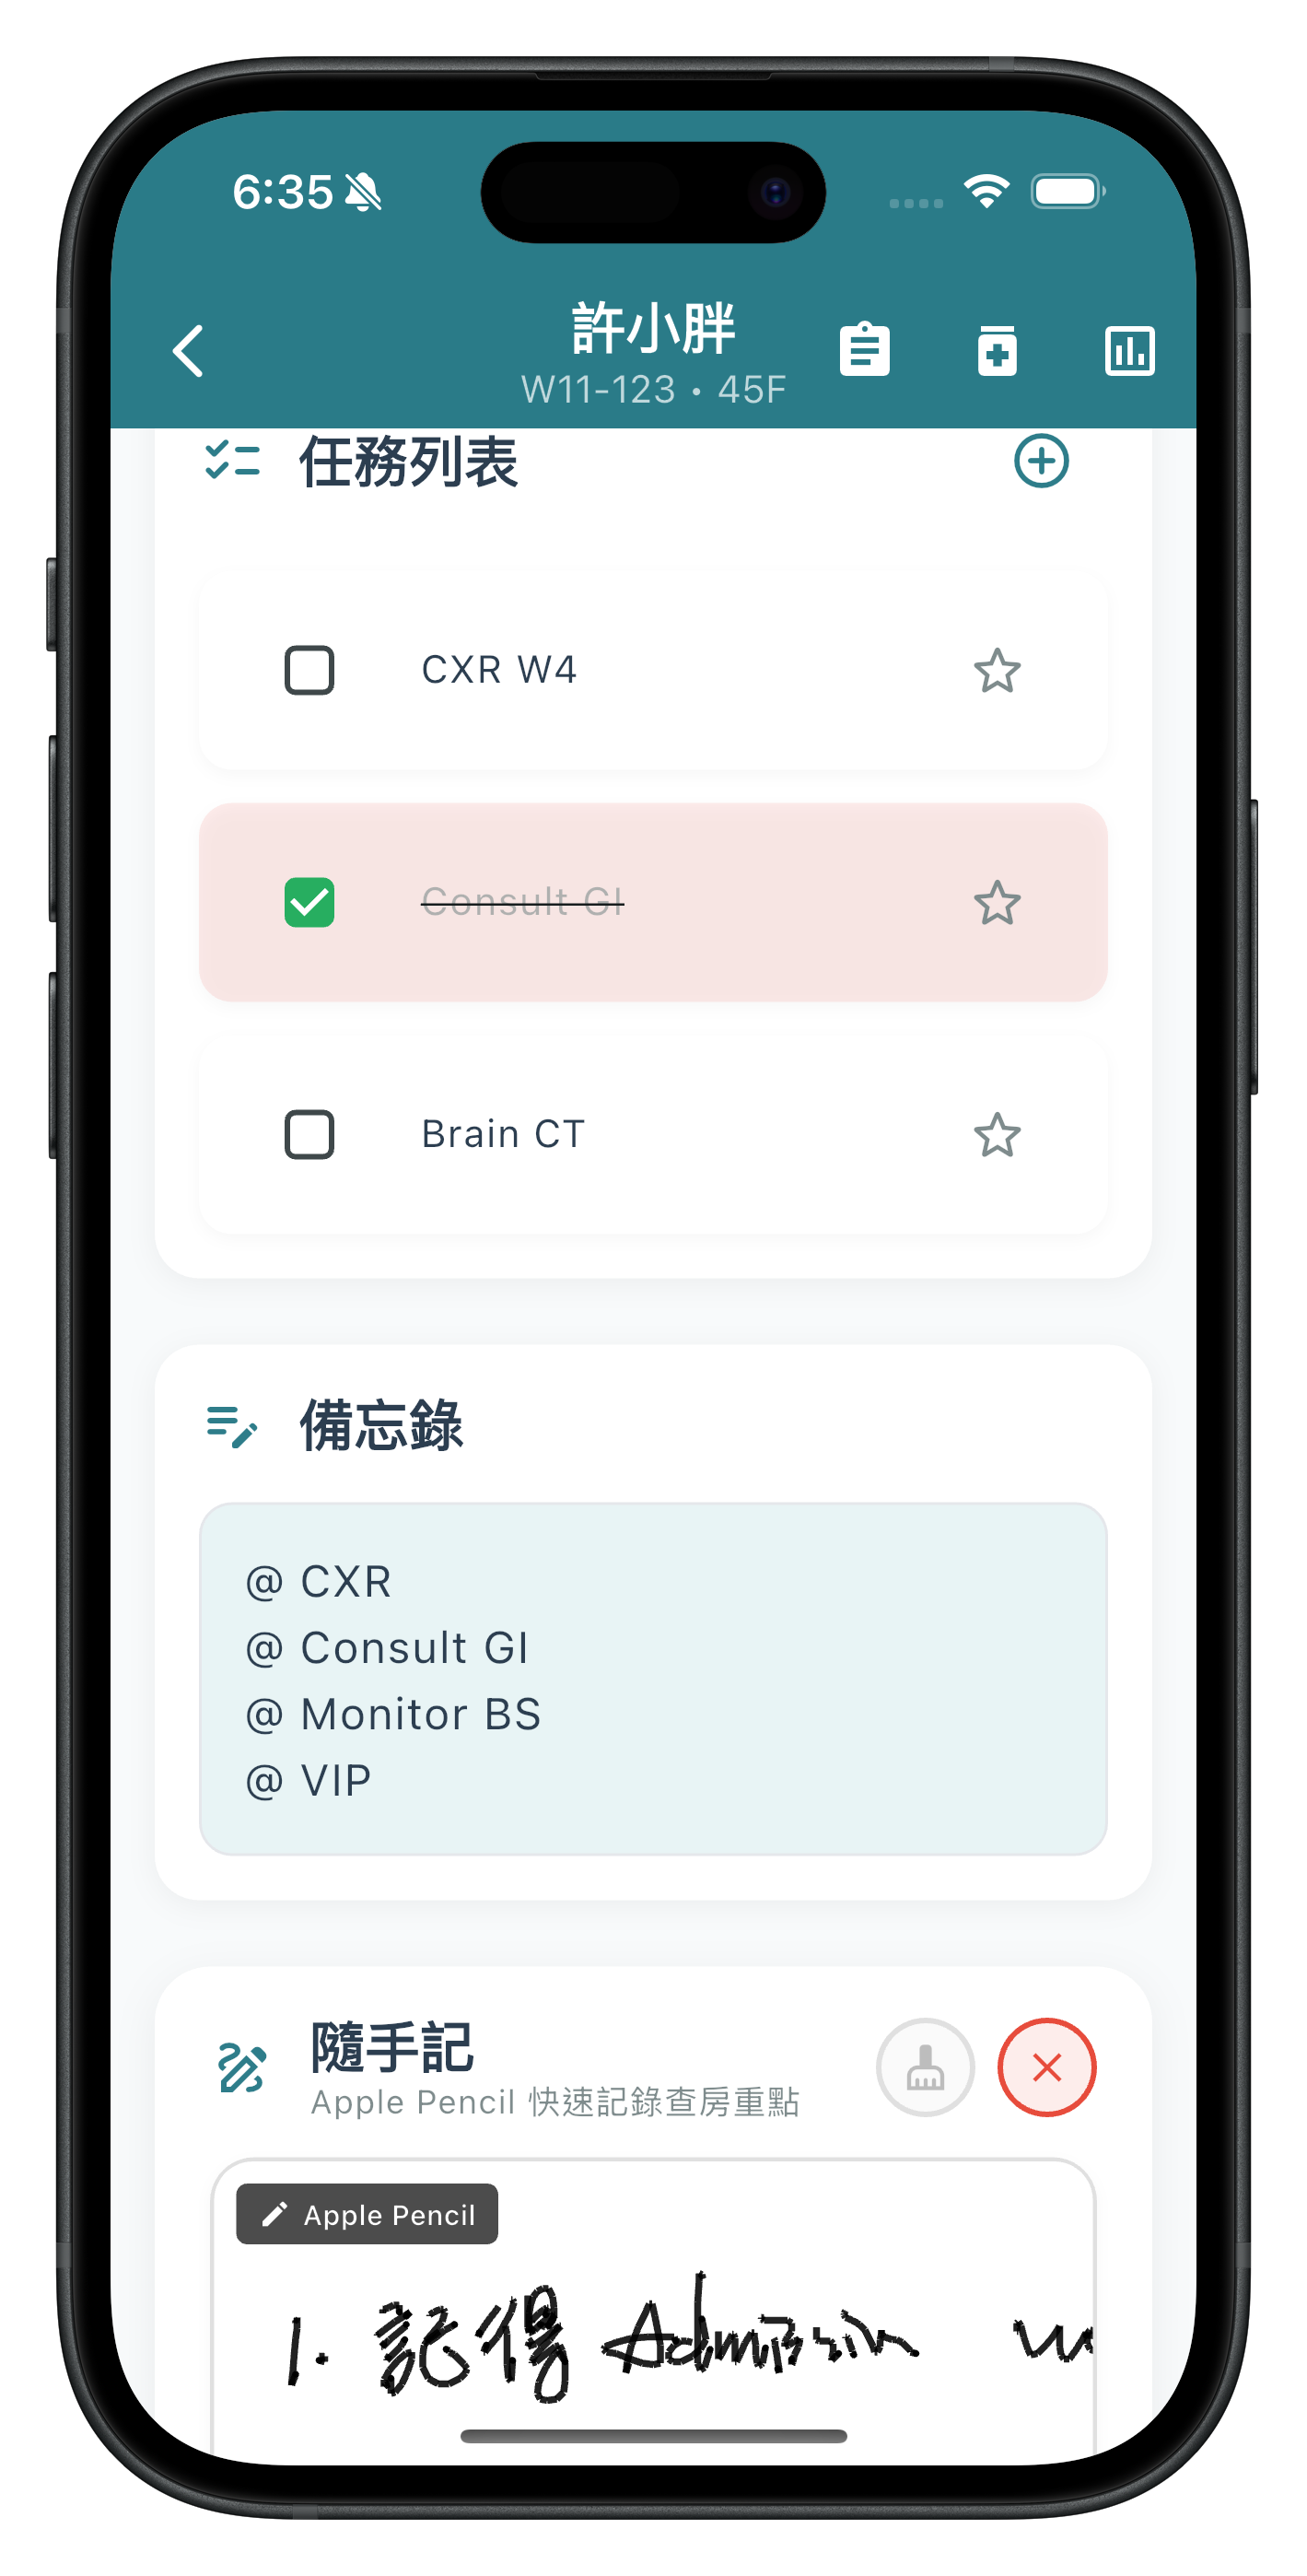 6:35
許小胖
W11-123 • 45F
任務列表
CXR W4
Consult GI
Brain CT
備忘錄
@ CXR
@ Consult GI
@ Monitor BS
@ VIP
隨手記
Apple Pencil 快速記錄查房重點
Apple Pencil
1. 記得 Admission